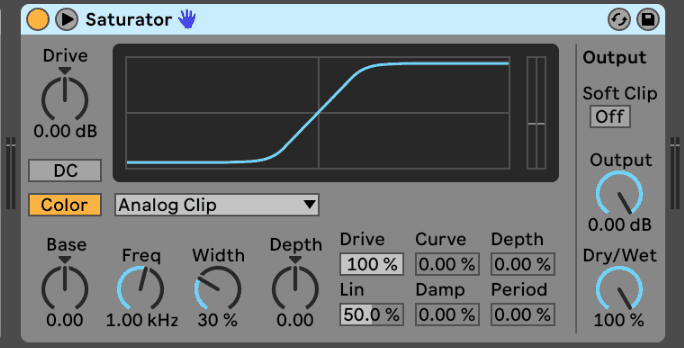 Saturator
Drive
0.00 dB
DC
Color
Analog Clip
Base
0.00
Freq
1.00 kHz
Width
30 %
Depth
0.00
Drive Curve Depth
100 % 0.00 % 0.00 %
Lin Damp Period
50.0 % 0.00 % 0.00 %
Output
Soft Clip
Off
Output
0.00 dB
Dry/Wet
100 %